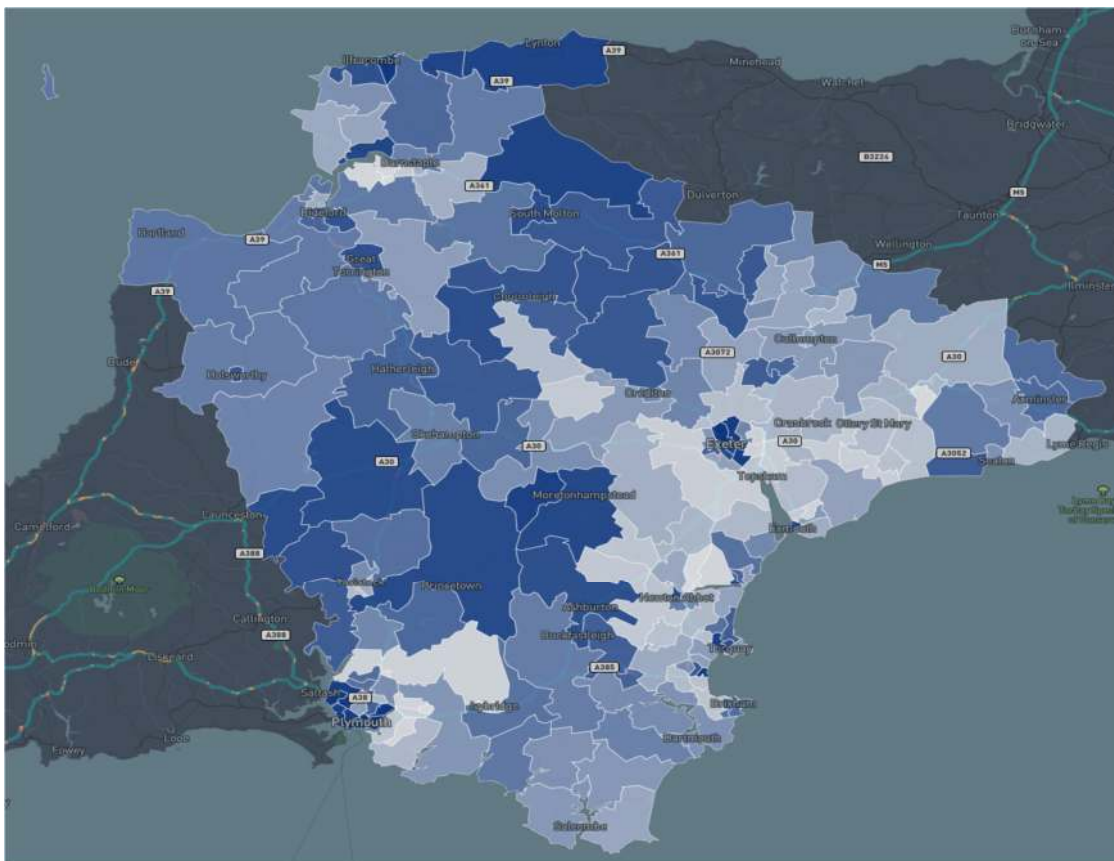 Burnham-
on-Sea
Lynton
A39
Ilfracombe
Minehead
A39
Watchet
Bridgwater
B3224
Barnstaple
M5
A361
Dulverton
South Molton
Taunton
Bideford
Hartland
A39
Wellington
A361
M5
Great
Torrington
A39
Ilminster
Chulmleigh
Cullompton
A3072
A30
Bude
Holsworthy
Hatherleigh
Crediton
Axminster
Cranbrook
Ottery St Mary
Okehampton
Exeter
A30
A30
A30
Lyme Regis
A3052
Seaton
Topsham
Moretonhampstead
Launceston
Camelford
Exmouth
A388
Tavistock
Princetown
Newton Abbot
Ashburton
Callington
Buckfastleigh
A388
Liskeard
Torquay
A385
Saltash
A38
Ivybridge
Brixham
Plymouth
Dartmouth
Looe
Fowey
Salcombe